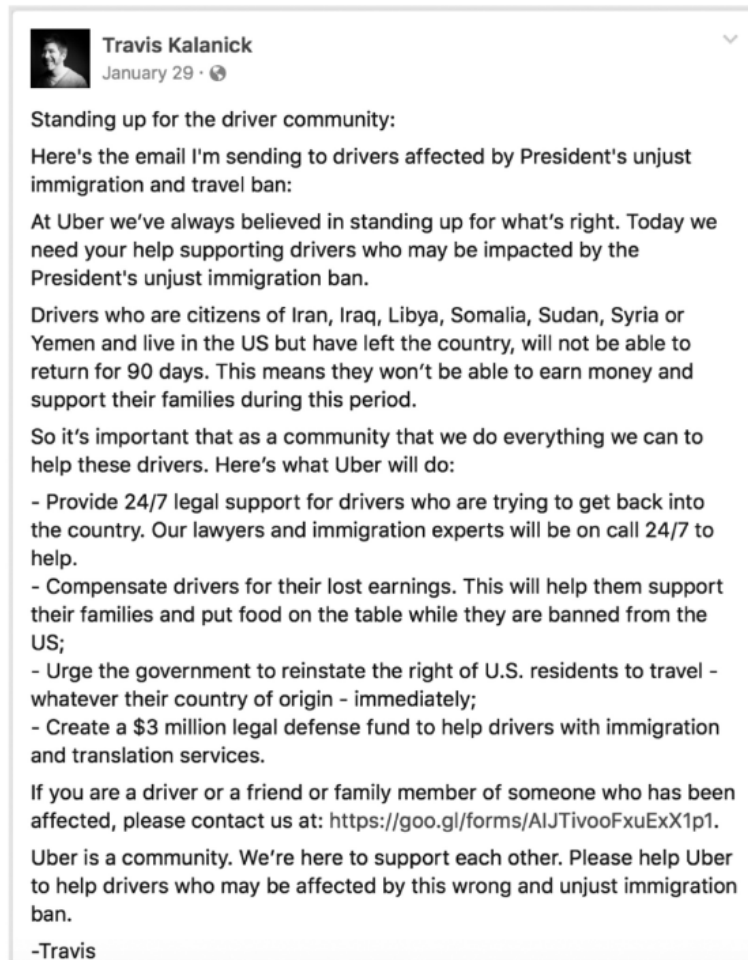 Travis Kalanick
January 29 ·
Standing up for the driver community:
Here's the email I'm sending to drivers affected by President's unjust
immigration and travel ban:
At Uber we've always believed in standing up for what's right. Today we
need your help supporting drivers who may be impacted by the
President's unjust immigration ban.
Drivers who are citizens of Iran, Iraq, Libya, Somalia, Sudan, Syria or
Yemen and live in the US but have left the country, will not be able to
return for 90 days. This means they won't be able to earn money and
support their families during this period.
So it's important that as a community that we do everything we can to
help these drivers. Here's what Uber will do:
- Provide 24/7 legal support for drivers who are trying to get back into
the country. Our lawyers and immigration experts will be on call 24/7 to
help.
- Compensate drivers for their lost earnings. This will help them support
their families and put food on the table while they are banned from the
US;
- Urge the government to reinstate the right of U.S. residents to travel -
whatever their country of origin - immediately;
- Create a $3 million legal defense fund to help drivers with immigration
and translation services.
If you are a driver or a friend or family member of someone who has been
affected, please contact us at: https://goo.gl/forms/AIJTivooFxuExX1p1.
Uber is a community. We're here to support each other. Please help Uber
to help drivers who may be affected by this wrong and unjust immigration
ban.
-Travis